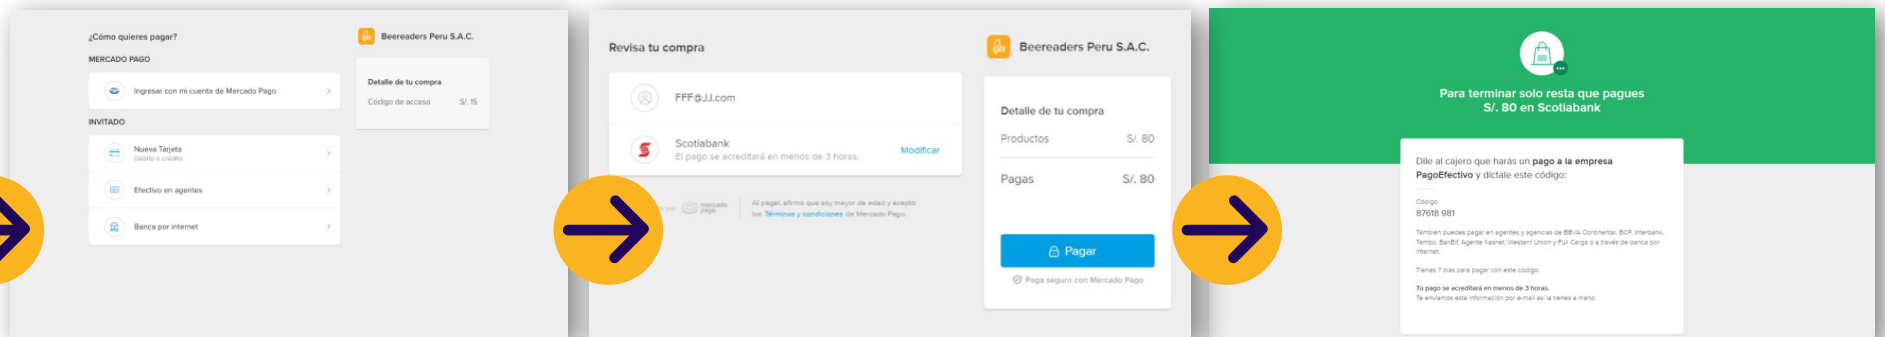 ¿Cómo quieres pagar?
MERCADO PAGO
Ingresar con mi cuenta de Mercado Pago
INVITADO
Nueva Tarjeta
Débito o crédito
Efectivo en agentes
Banca por internet
Beereaders Peru S.A.C.
Detalle de tu compra
Código de acceso S/. 15
Revisa tu compra
FFF@JJ.com
Scotiabank
El pago se acreditará en menos de 3 horas.
Modificar
mercado
pago
Al pagar, afirmo que soy mayor de edad y acepto
los Términos y condiciones de Mercado Pago.
Beereaders Peru S.A.C.
Detalle de tu compra
Productos S/. 80
Pagas S/. 80
Pagar
Paga seguro con Mercado Pago
Para terminar solo resta que pagues
S/. 80 en Scotiabank
Dile al cajero que harás un pago a la empresa
PagoEfectivo y díctale este código:
Código
87618 981
También puedes pagar en agentes y agencias de BBVA Continental, BCP, Interbank,
Tambo, BanBif, Agente Kasnet, Western Union y Full Carga o a través de banca por
internet.
Tienes 7 días para pagar con este código.
Tu pago se acreditará en menos de 3 horas.
Te enviamos esta información por e-mail así la tienes a mano.